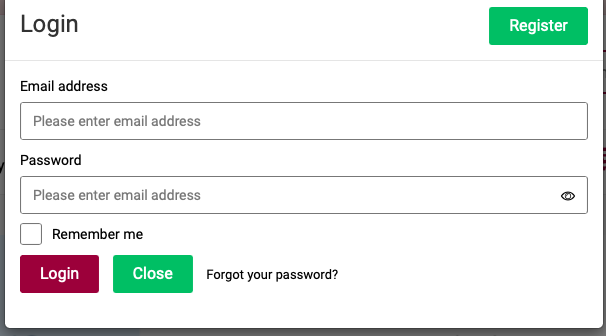 Login
Register
Email address
Please enter email address
Password
Please enter email address
Remember me
Login Close Forgot your password?